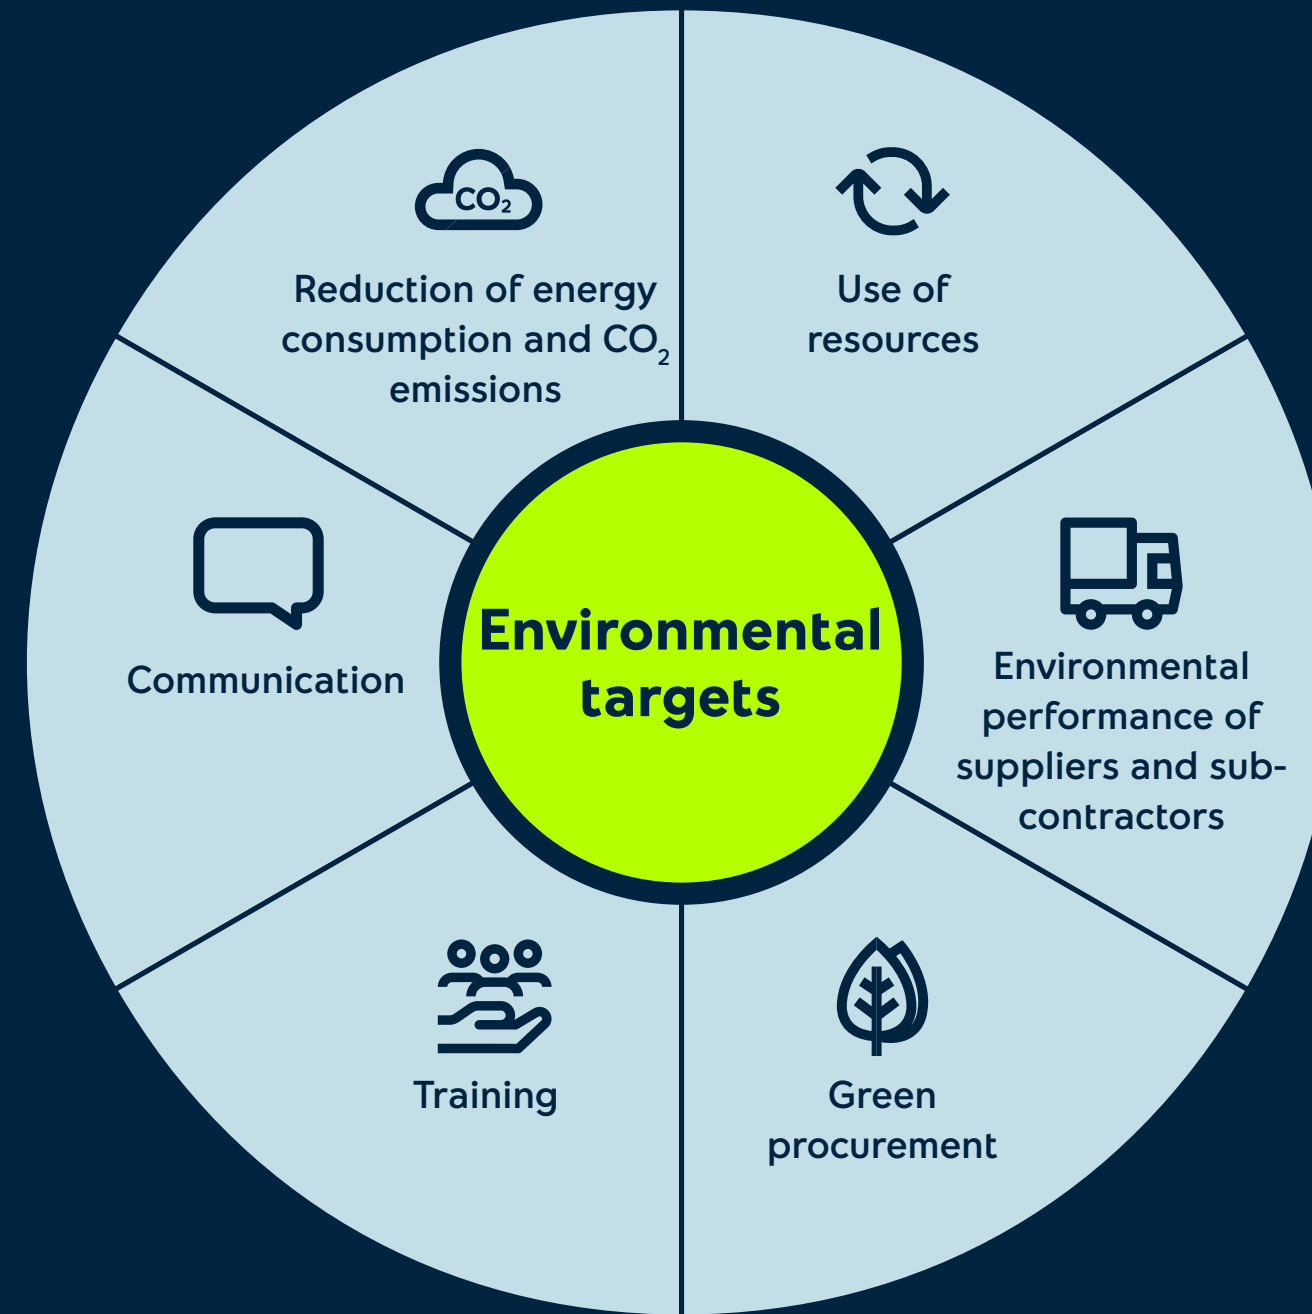 CO₂
Reduction of energy
consumption and CO₂
emissions
Use of
resources
Communication
Environmental
targets
Environmental
performance of
suppliers and sub-
contractors
Training
Green
procurement